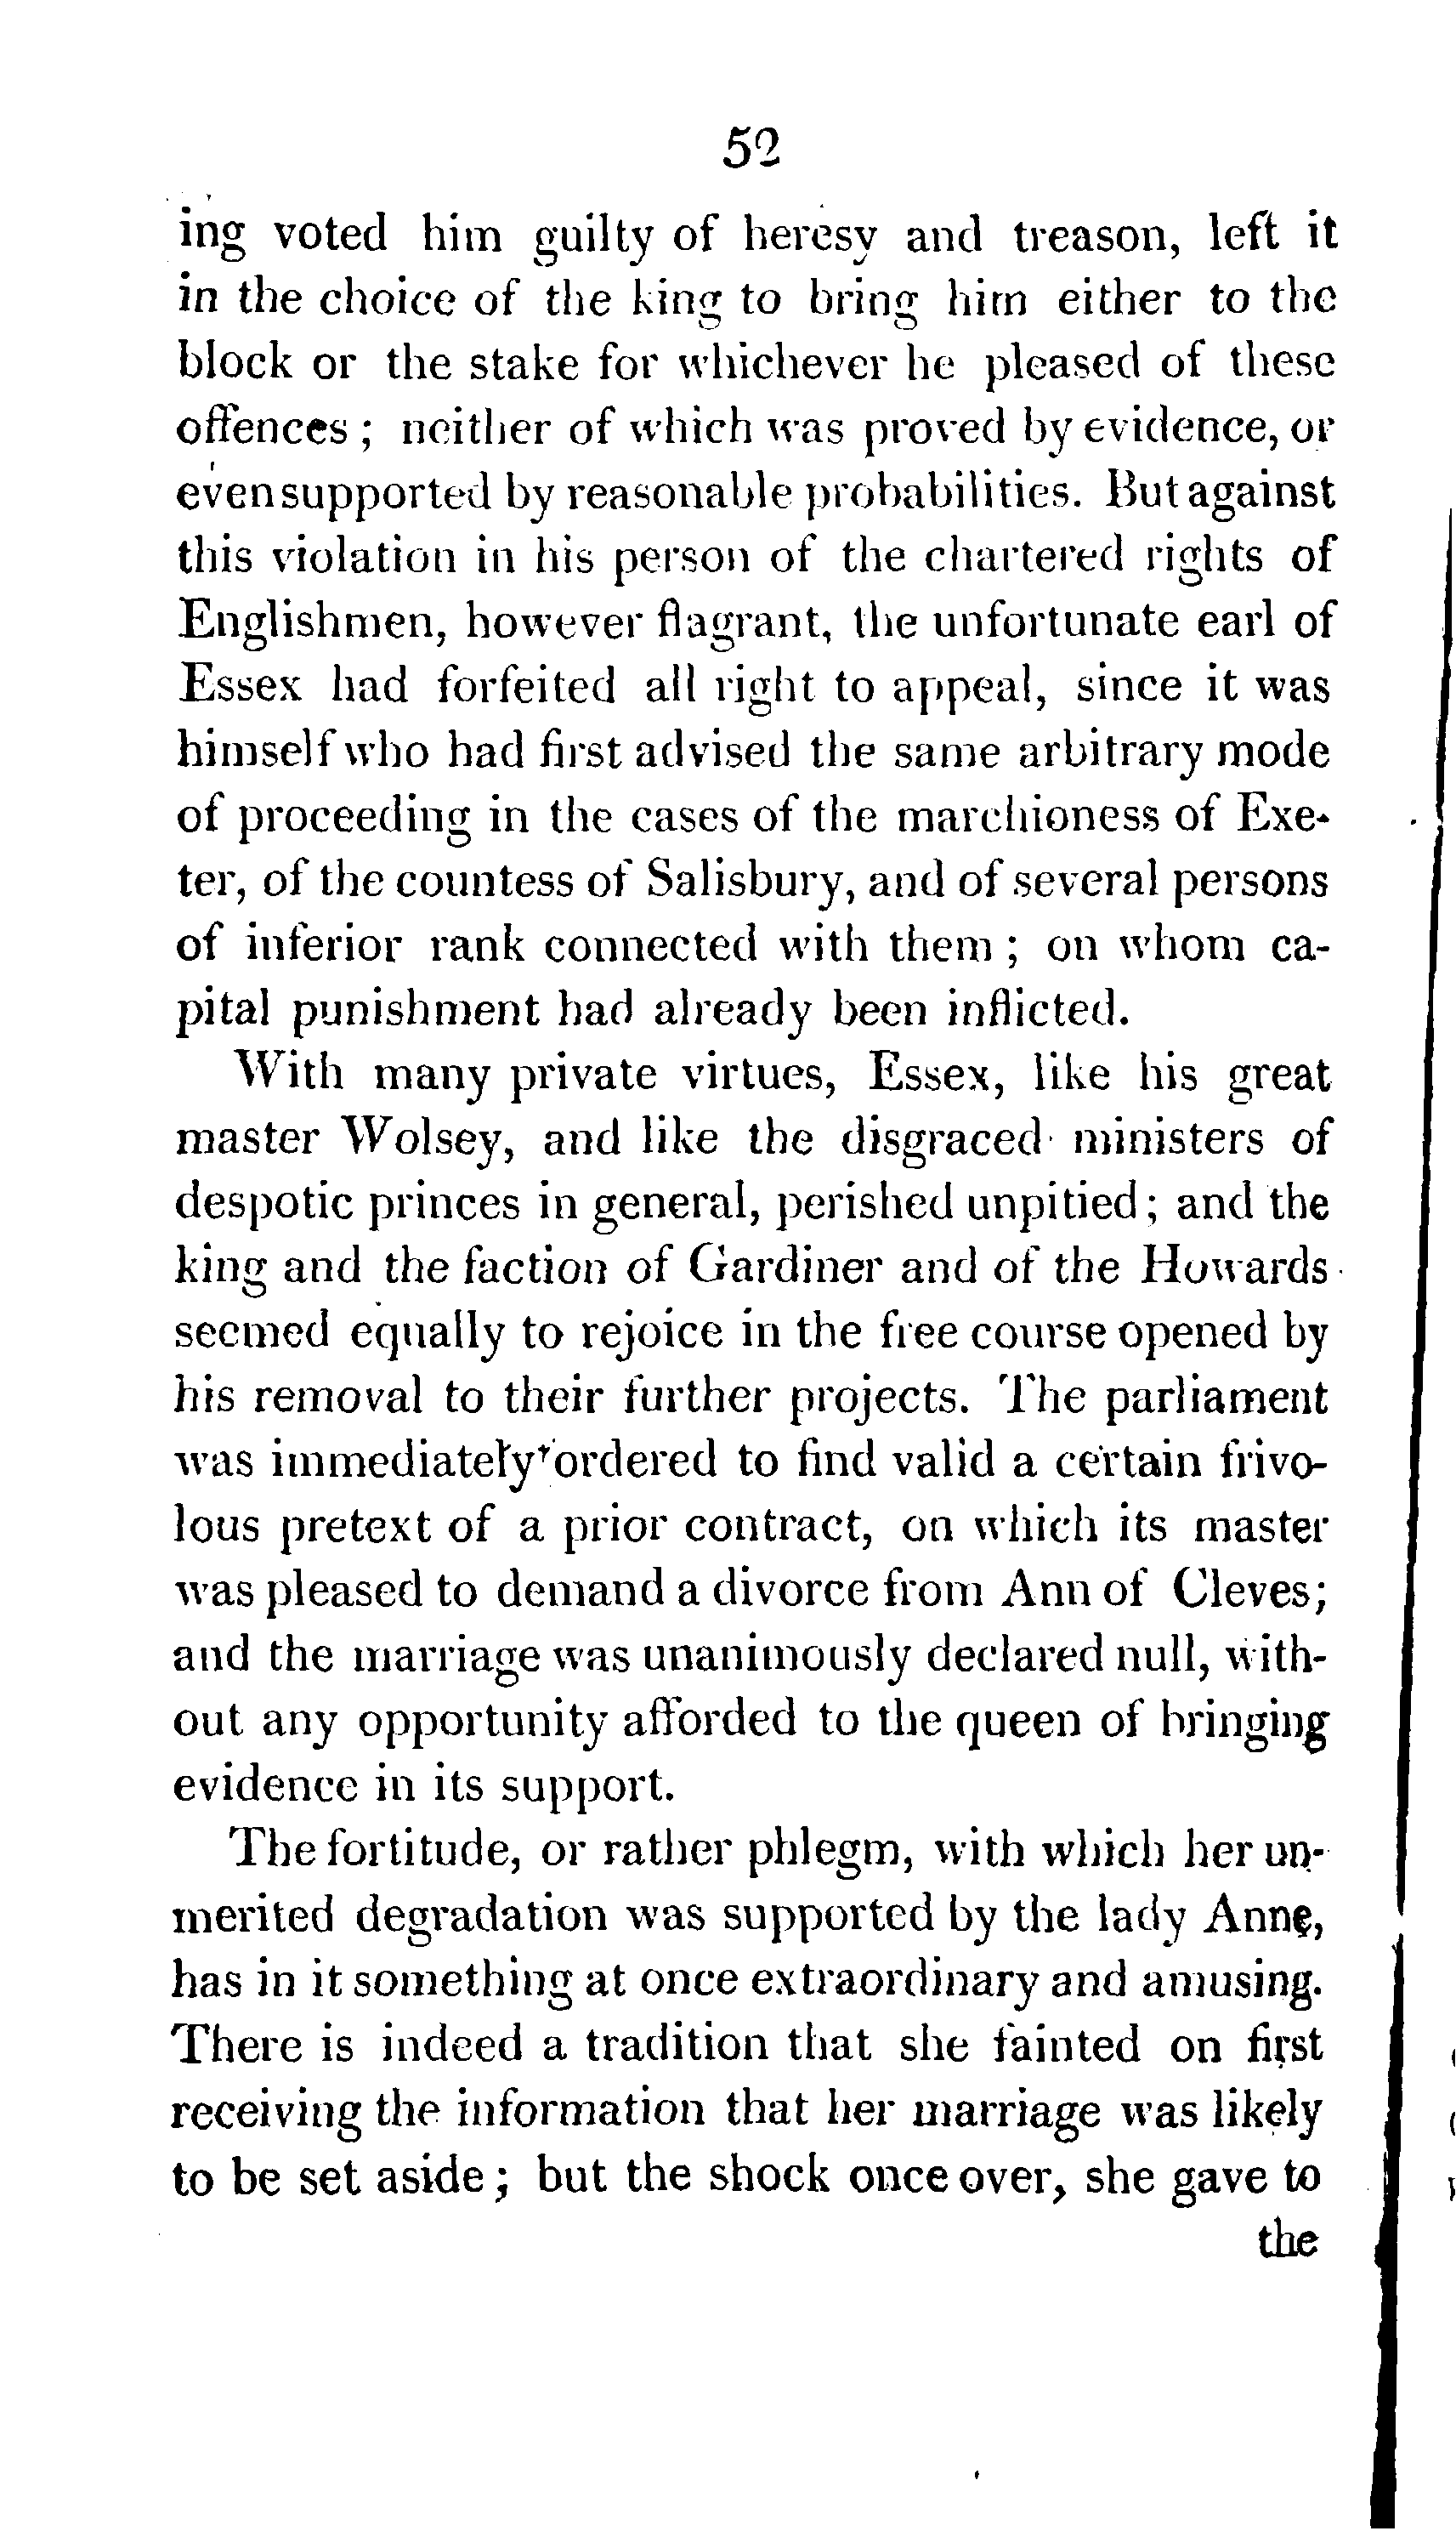 52
ing voted him guilty of heresy and treason, left it
in the choice of the king to bring him either to the
block or the stake for whichever he pleased of these
offences ; neither of which was proved by evidence, or
even supported by reasonable probabilities. But against
this violation in his person of the chartered rights of
Englishmen, however flagrant, the unfortunate earl of
Essex had forfeited all right to appeal, since it was
himself who had first advised the same arbitrary mode
of proceeding in the cases of the marchioness of Exe-
ter, of the countess of Salisbury, and of several persons
of inferior rank connected with them ; on whom ca-
pital punishment had already been inflicted.
With many private virtues, Essex, like his great
master Wolsey, and like the disgraced ministers of
despotic princes in general, perished unpitied ; and the
king and the faction of Gardiner and of the Howards
seemed equally to rejoice in the free course opened by
his removal to their further projects. The parliament
was immediately ordered to find valid a certain frivo-
lous pretext of a prior contract, on which its master
was pleased to demand a divorce from Ann of Cleves;
and the marriage was unanimously declared null, with-
out any opportunity afforded to the queen of bringing
evidence in its support.
The fortitude, or rather phlegm, with which her un-
merited degradation was supported by the lady Anne,
has in it something at once extraordinary and amusing.
There is indeed a tradition that she fainted on first
receiving the information that her marriage was likely
to be set aside ; but the shock once over, she gave to
the